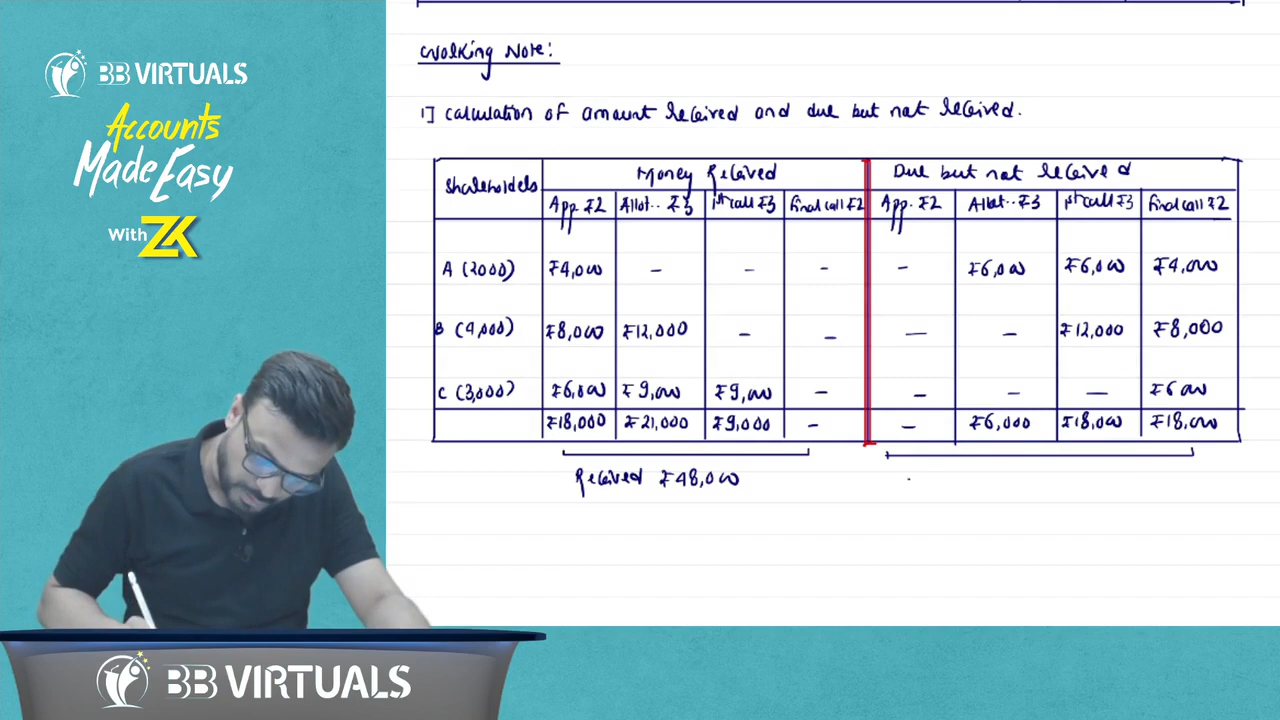 BB VIRTUALS
Accounts
Made Easy
With ZK
Working Note:
1] Calculation of amount received and due but not received.
Shareholders Money Received Due but not received
App. ₹2 Allot.. ₹3 1st call ₹3 Final call ₹2 App. ₹2 Allot.. ₹3 1st call ₹3 Final call ₹2
A (2000) ₹4,000 - - - - ₹6,000 ₹6,000 ₹4,000
B (4,000) ₹8,000 ₹12,000 - - - - ₹12,000 ₹8,000
C (3,000) ₹6,000 ₹9,000 ₹9,000 - - - - ₹6000
₹18,000 ₹21,000 ₹9,000 - - ₹6,000 ₹18,000 ₹18,000
Received ₹48,000
BB VIRTUALS